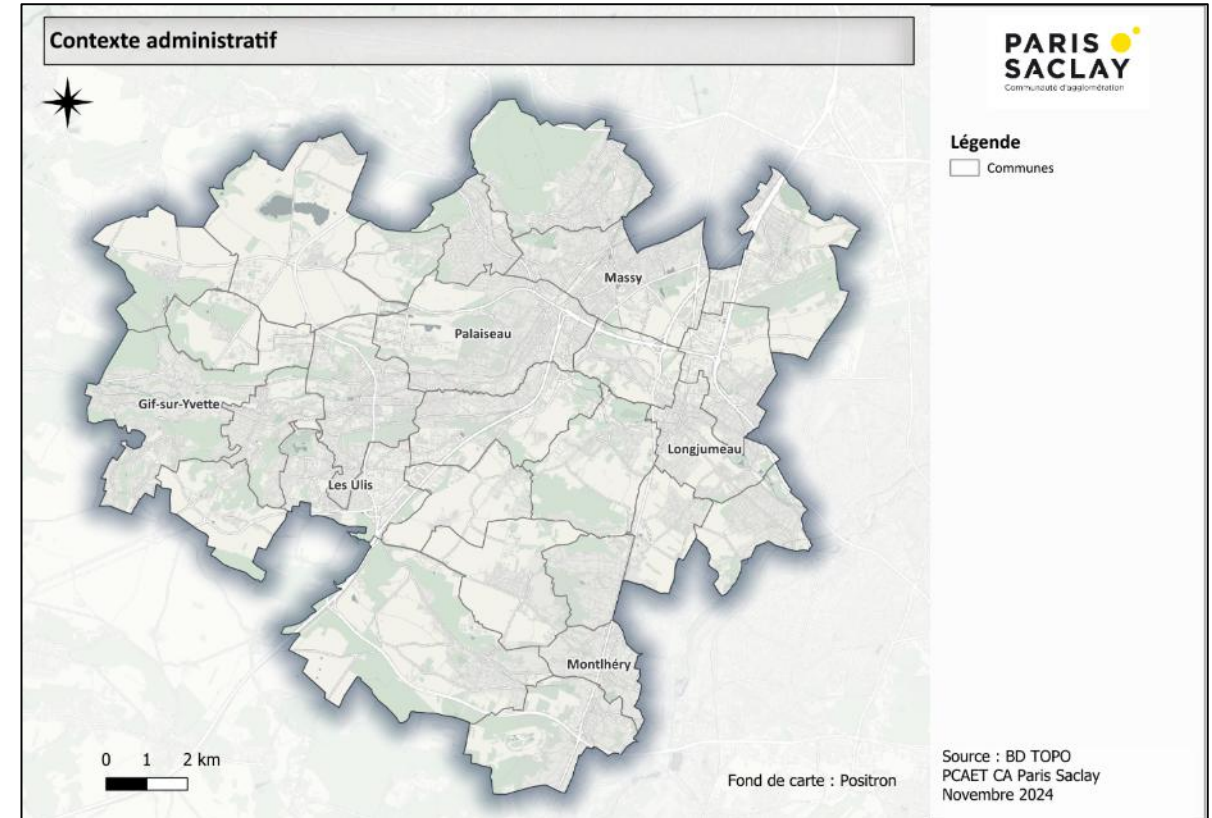 Contexte administratif
PARIS
SACLAY
Communauté d'agglomération
Légende
Communes
Massy
Palaiseau
Gif-sur-Yvette
Longjumeau
Les Ulis
Montlhéry
0 1 2 km
Fond de carte : Positron
Source : BD TOPO
PCAET CA Paris Saclay
Novembre 2024